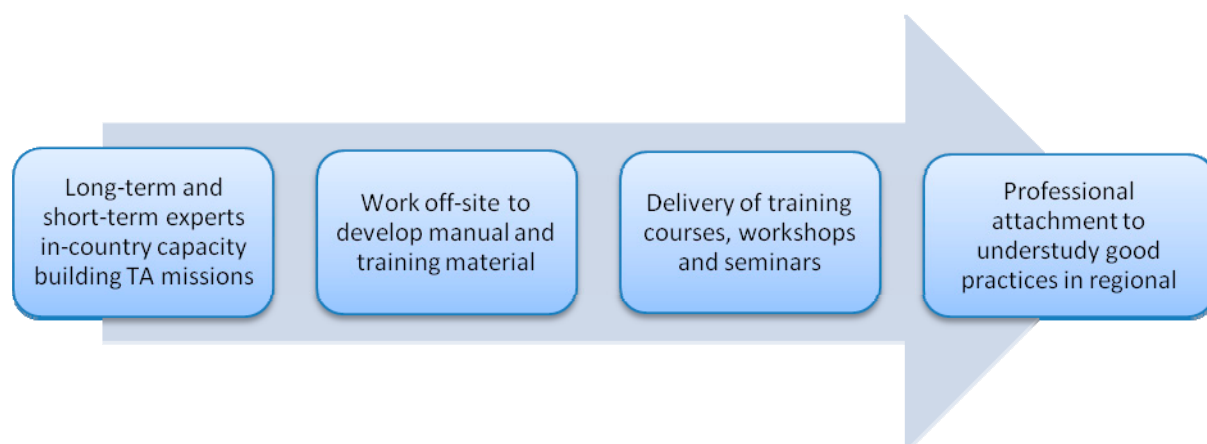 Long-term and
short-term experts
in-country capacity
building TA missions
Work off-site to
develop manual and
training material
Delivery of training
courses, workshops
and seminars
Professional
attachment to
understudy good
practices in regional